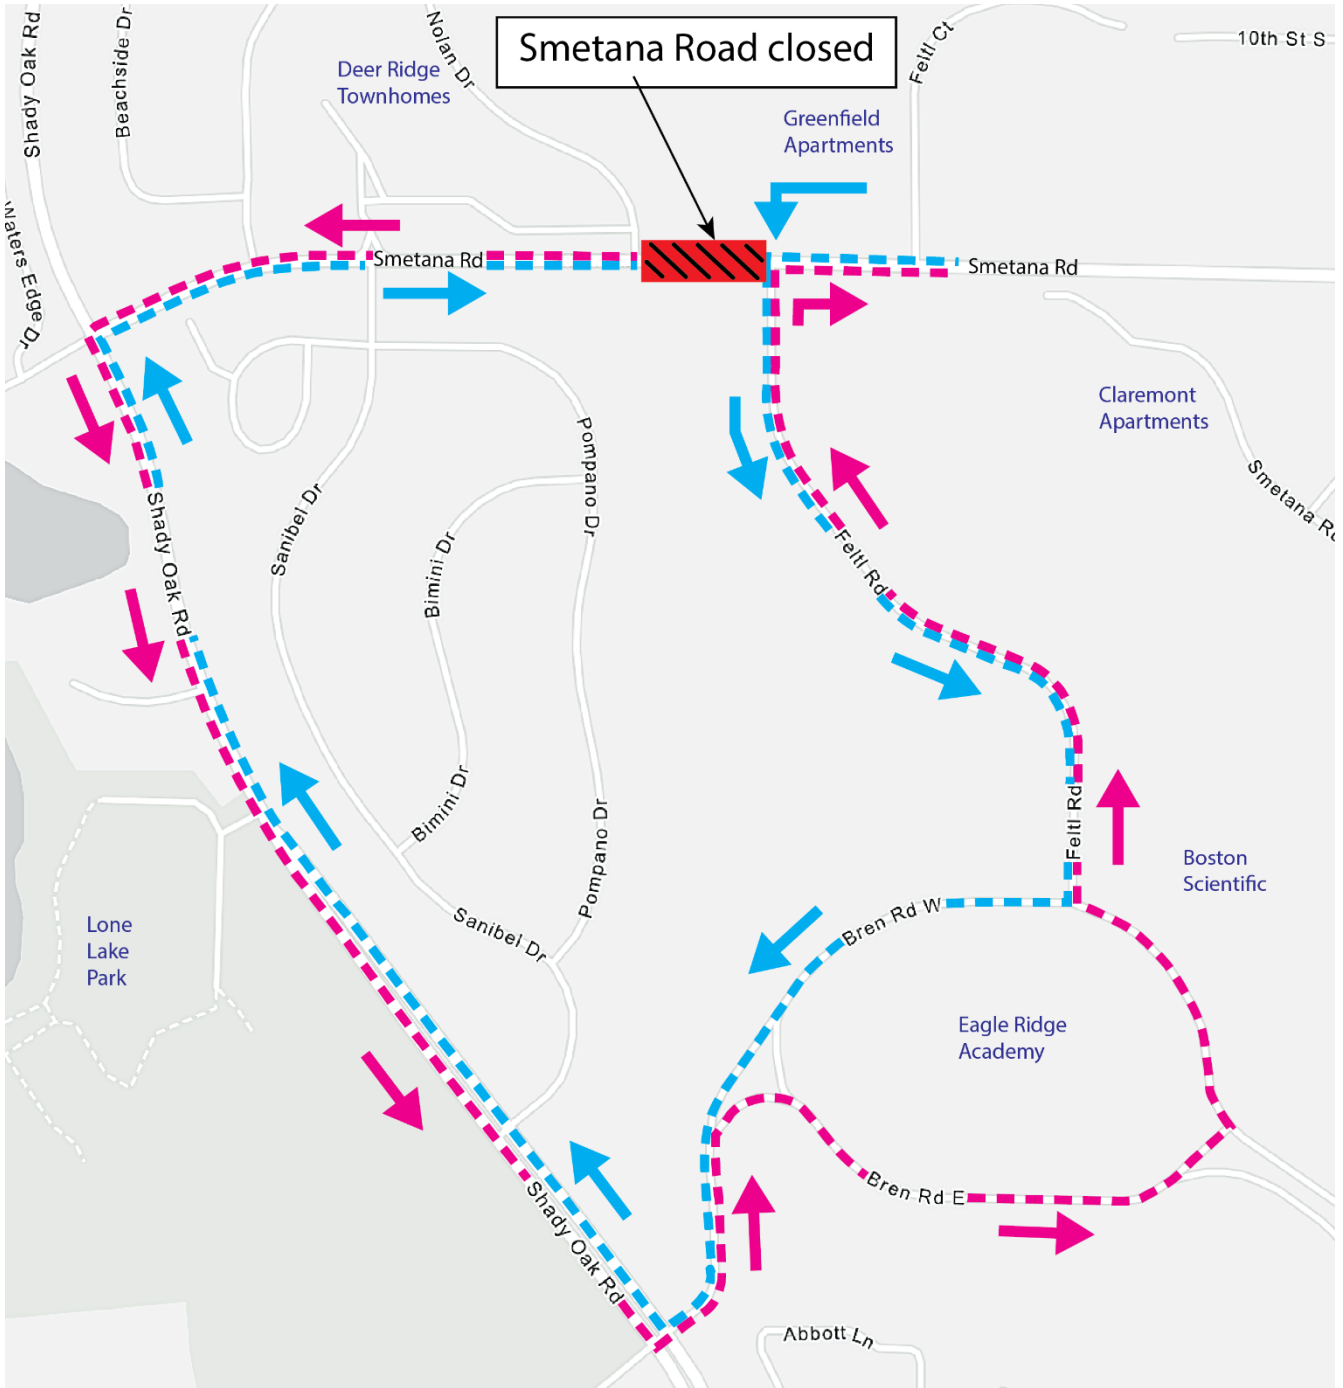 Smetana Road closed
Shady Oak Rd
Beachside Dr
Nolan Dr
Feltl Ct
10th St S
Deer Ridge
Townhomes
Greenfield
Apartments
Waters Edge Dr
Smetana Rd
Smetana Rd
Claremont
Apartments
Smetana Rd
Pompano Dr
Sanibel Dr
Bimini Dr
Shady Oak Rd
Feltl Rd
Bimini Dr
Pompano Dr
Feltl Rd
Boston
Scientific
Lone
Lake
Park
Sanibel Dr
Bren Rd W
Eagle Ridge
Academy
Bren Rd E
Shady Oak Rd
Abbott Ln